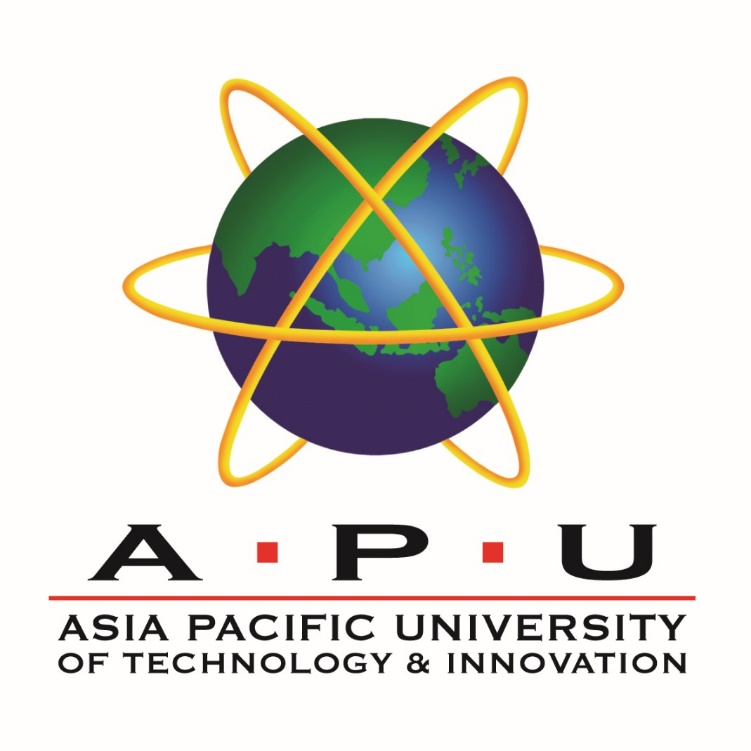 A · P · U
ASIA PACIFIC UNIVERSITY
OF TECHNOLOGY & INNOVATION